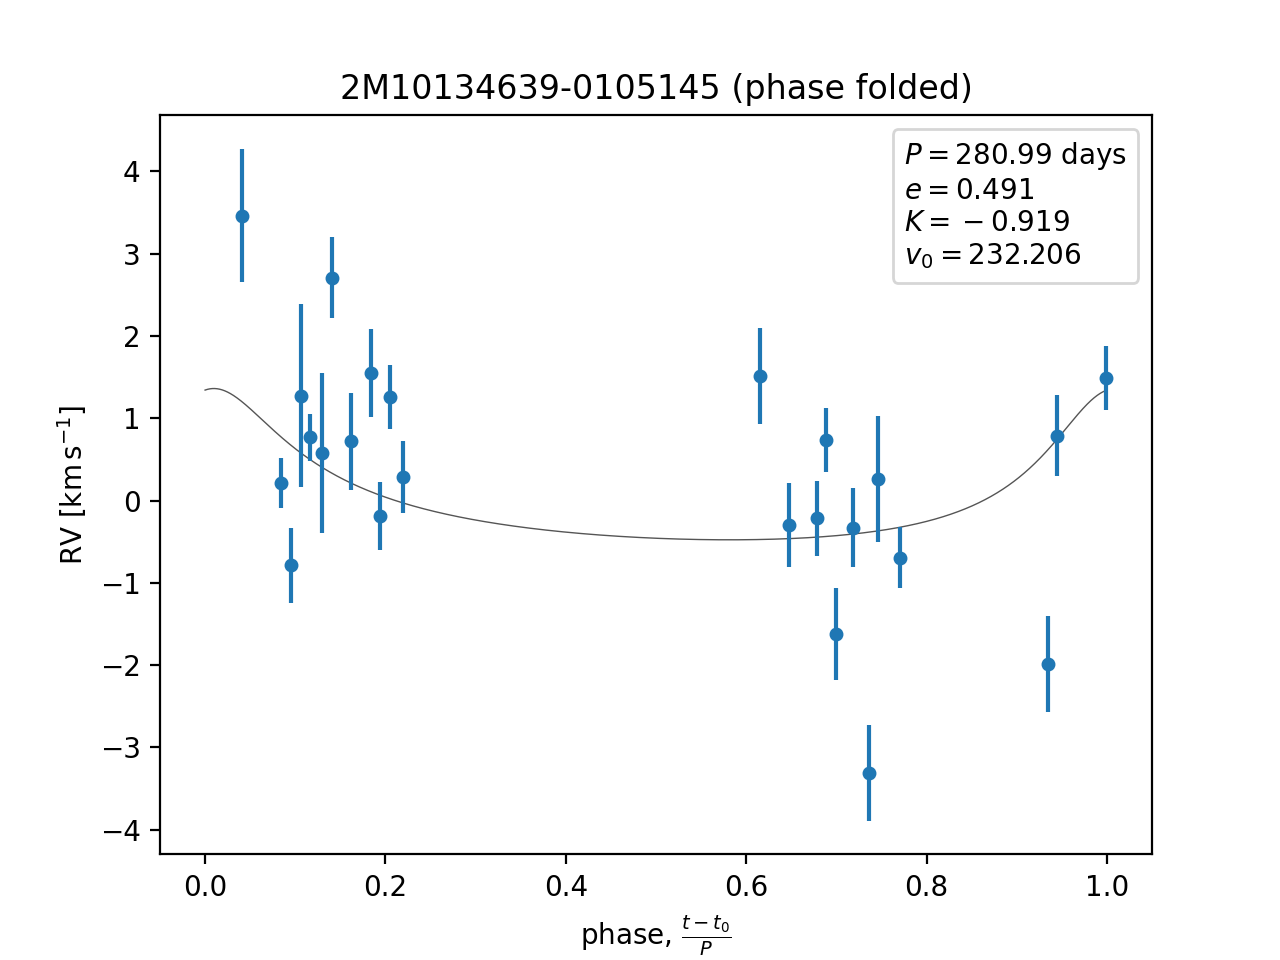 2M10134639-0105145 (phase folded)
P = 280.99 days
e = 0.491
K = −0.919
v₀ = 232.206
RV [km s⁻¹]
4
3
2
1
0
−1
−2
−3
−4
0.0 0.2 0.4 0.6 0.8 1.0
phase, (t − t₀)/P